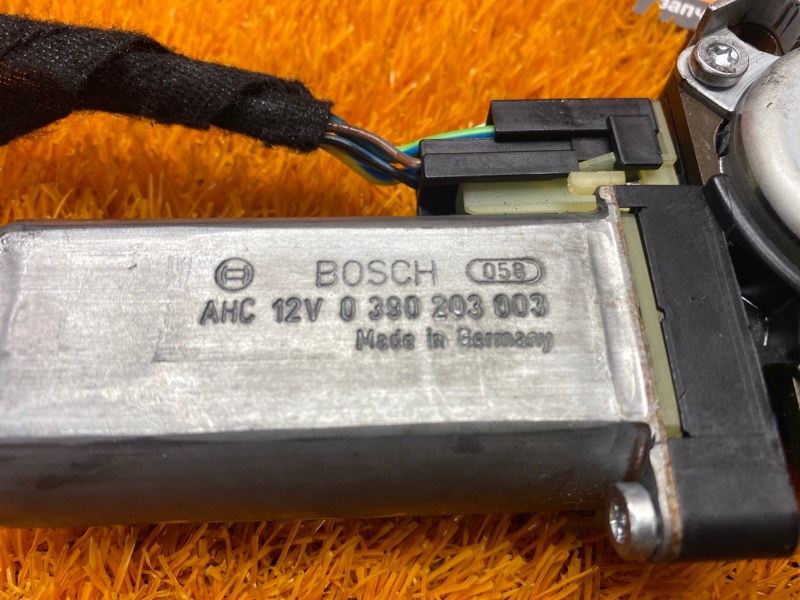 BOSCH 058
AHC 12V 0 390 203 003
Made in Germany